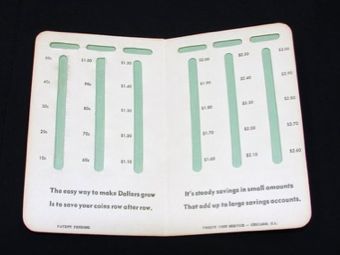 50c $1.00 $1.50
40c 90c $1.40
30c 80c $1.30
20c 70c $1.20
10c 60c $1.10
The easy way to make Dollars grow
Is to save your coins row after row.
PATENT PENDING
$2.00 $2.50 $3.00
$1.90 $2.40 $2.90
$1.80 $2.30 $2.80
$1.70 $2.20 $2.70
$1.60 $2.10 $2.60
It's steady savings in small amounts
That add up to large savings accounts.